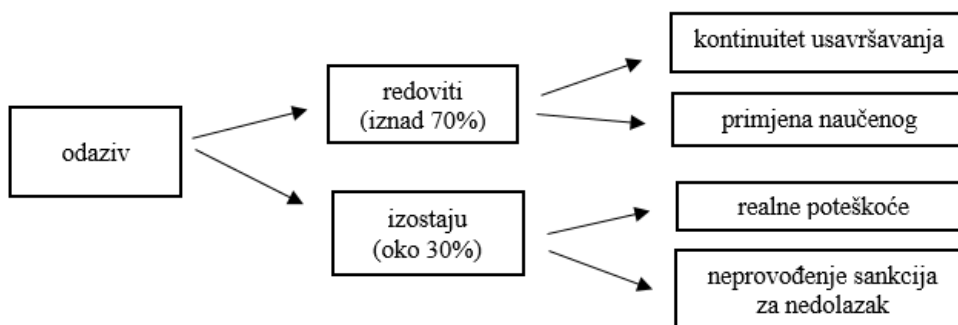 odaziv
redoviti
(iznad 70%)
izostaju
(oko 30%)
kontinuitet usavršavanja
primjena naučenog
realne poteškoće
neprovođenje sankcija
za nedolazak